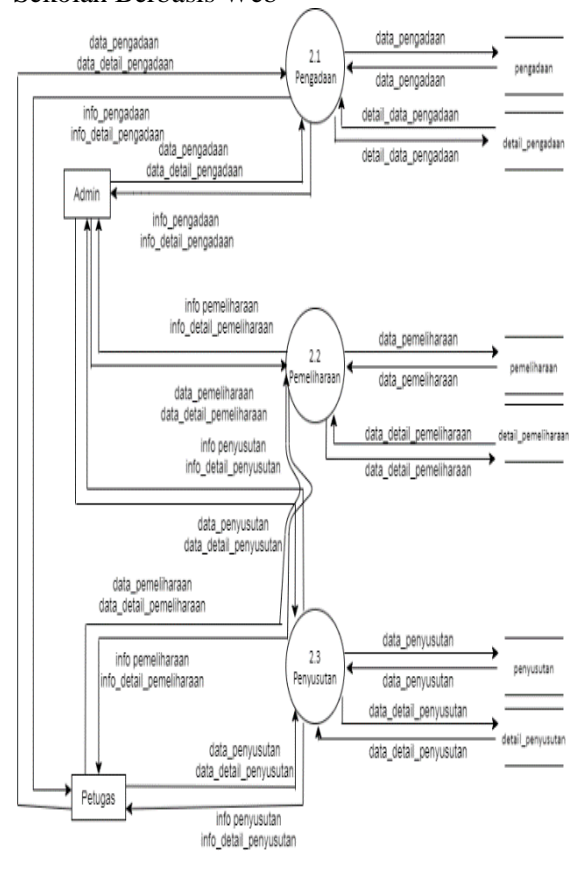 Sekolah Berbasis Web
data_pengadaan
data_detail_pengadaan
2.1
Pengadaan
data_pengadaan
data_pengadaan
pengadaan
info_pengadaan
info_detail_pengadaan
detail_data_pengadaan
detail_data_pengadaan
detail_pengadaan
data_pengadaan
data_detail_pengadaan
Admin
info_pengadaan
info_detail_pengadaan
info pemeliharaan
info_detail_pemeliharaan
2.2
Pemeliharaan
data_pemeliharaan
data_pemeliharaan
pemeliharaan
data_pemeliharaan
data_detail_pemeliharaan
data_detail_pemeliharaan
data_detail_pemeliharaan
detail_pemeliharaan
info penyusutan
info_detail_penyusutan
data_penyusutan
data_detail_penyusutan
data_pemeliharaan
data_detail_pemeliharaan
2.3
Penyusutan
data_penyusutan
data_penyusutan
penyusutan
info pemeliharaan
info_detail_pemeliharaan
data_detail_penyusutan
data_detail_penyusutan
detail_penyusutan
data_penyusutan
data_detail_penyusutan
Petugas
info penyusutan
info_detail_penyusutan